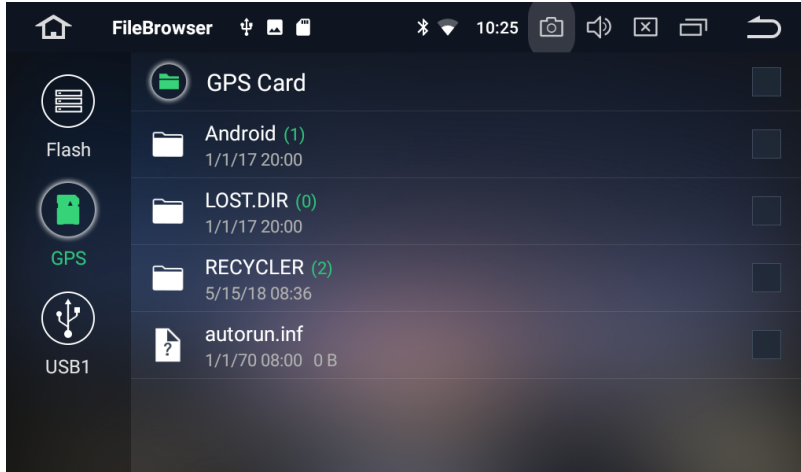 FileBrowser
10:25
Flash
GPS
USB1
GPS Card
Android (1)
1/1/17 20:00
LOST.DIR (0)
1/1/17 20:00
RECYCLER (2)
5/15/18 08:36
autorun.inf
1/1/70 08:00 0 B
?